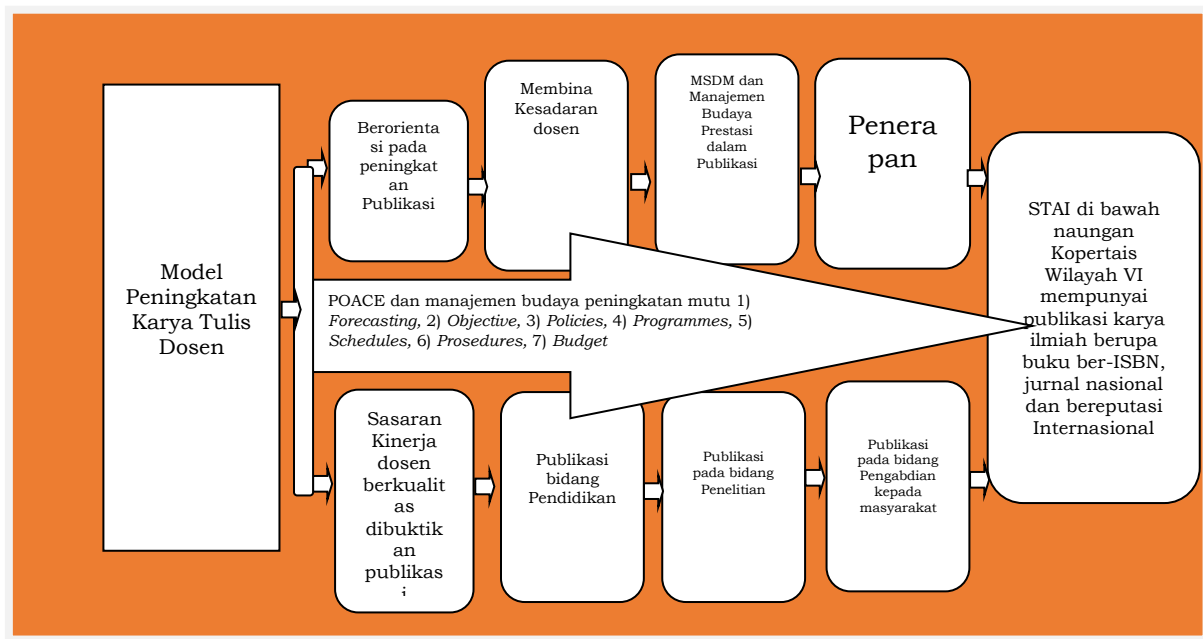 Model
Peningkatan
Karya Tulis
Dosen
Berorienta
si pada
peningkat
an
Publikasi
Membina
Kesadaran
dosen
MSDM dan
Manajemen
Budaya
Prestasi
dalam
Publikasi
Penera
pan
POACE dan manajemen budaya peningkatan mutu 1)
Forecasting, 2) Objective, 3) Policies, 4) Programmes, 5)
Schedules, 6) Prosedures, 7) Budget
Sasaran
Kinerja
dosen
berkualit
as
dibuktik
an
publikas
i
Publikasi
bidang
Pendidikan
Publikasi
pada bidang
Penelitian
Publikasi
pada bidang
Pengabdian
kepada
masyarakat
STAI di bawah
naungan
Kopertais
Wilayah VI
mempunyai
publikasi karya
ilmiah berupa
buku ber-ISBN,
jurnal nasional
dan bereputasi
Internasional